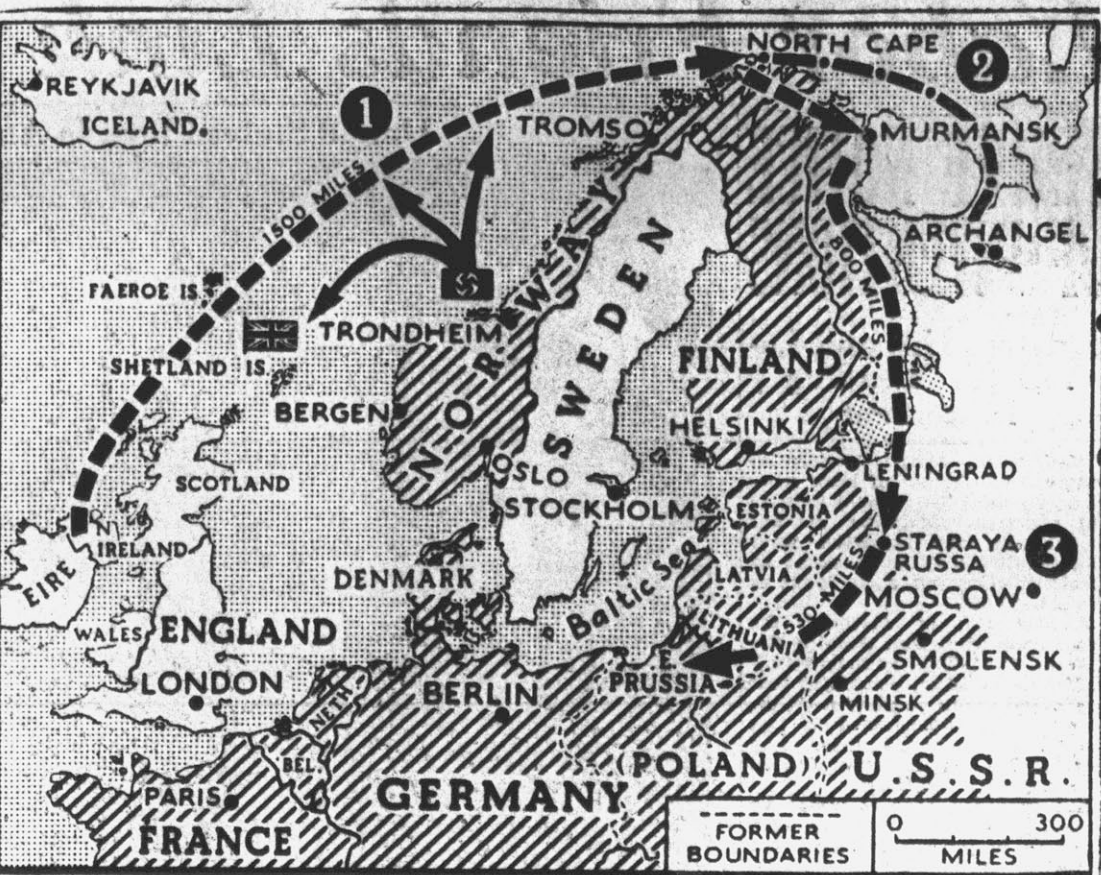 NORTH CAPE
2
REYKJAVIK
ICELAND.
1
TROMSO
MURMANSK
1500 MILES
ARCHANGEL
800 MILES
FAEROE IS.
TRONDHEIM
NORWAY
SWEDEN
FINLAND
SHETLAND IS.
BERGEN
HELSINKI
OSLO
LENINGRAD
SCOTLAND
STOCKHOLM
ESTONIA
N
IRELAND
EIRE
STARAYA
RUSSA
3
DENMARK
LATVIA
Baltic Sea
MOSCOW
530 MILES
LITHUANIA
WALES
ENGLAND
E.
PRUSSIA
SMOLENSK
LONDON
BERLIN
MINSK
NETH
BEL.
(POLAND)
U.S.S.R.
GERMANY
PARIS
FRANCE
FORMER
BOUNDARIES
0 300
MILES